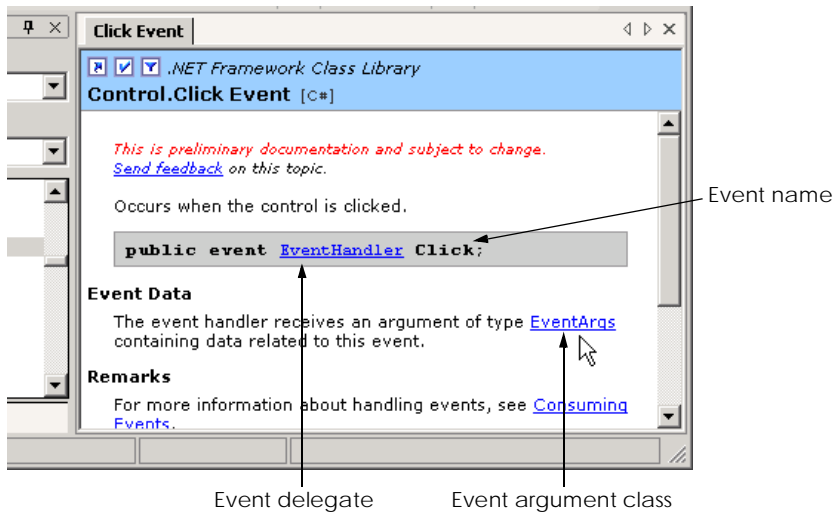 Click Event
.NET Framework Class Library
Control.Click Event [C#]
This is preliminary documentation and subject to change.
Send feedback on this topic.
Occurs when the control is clicked.
Event name
public event EventHandler Click;
Event Data
The event handler receives an argument of type EventArgs
containing data related to this event.
Remarks
For more information about handling events, see Consuming
Events.
Event delegate
Event argument class